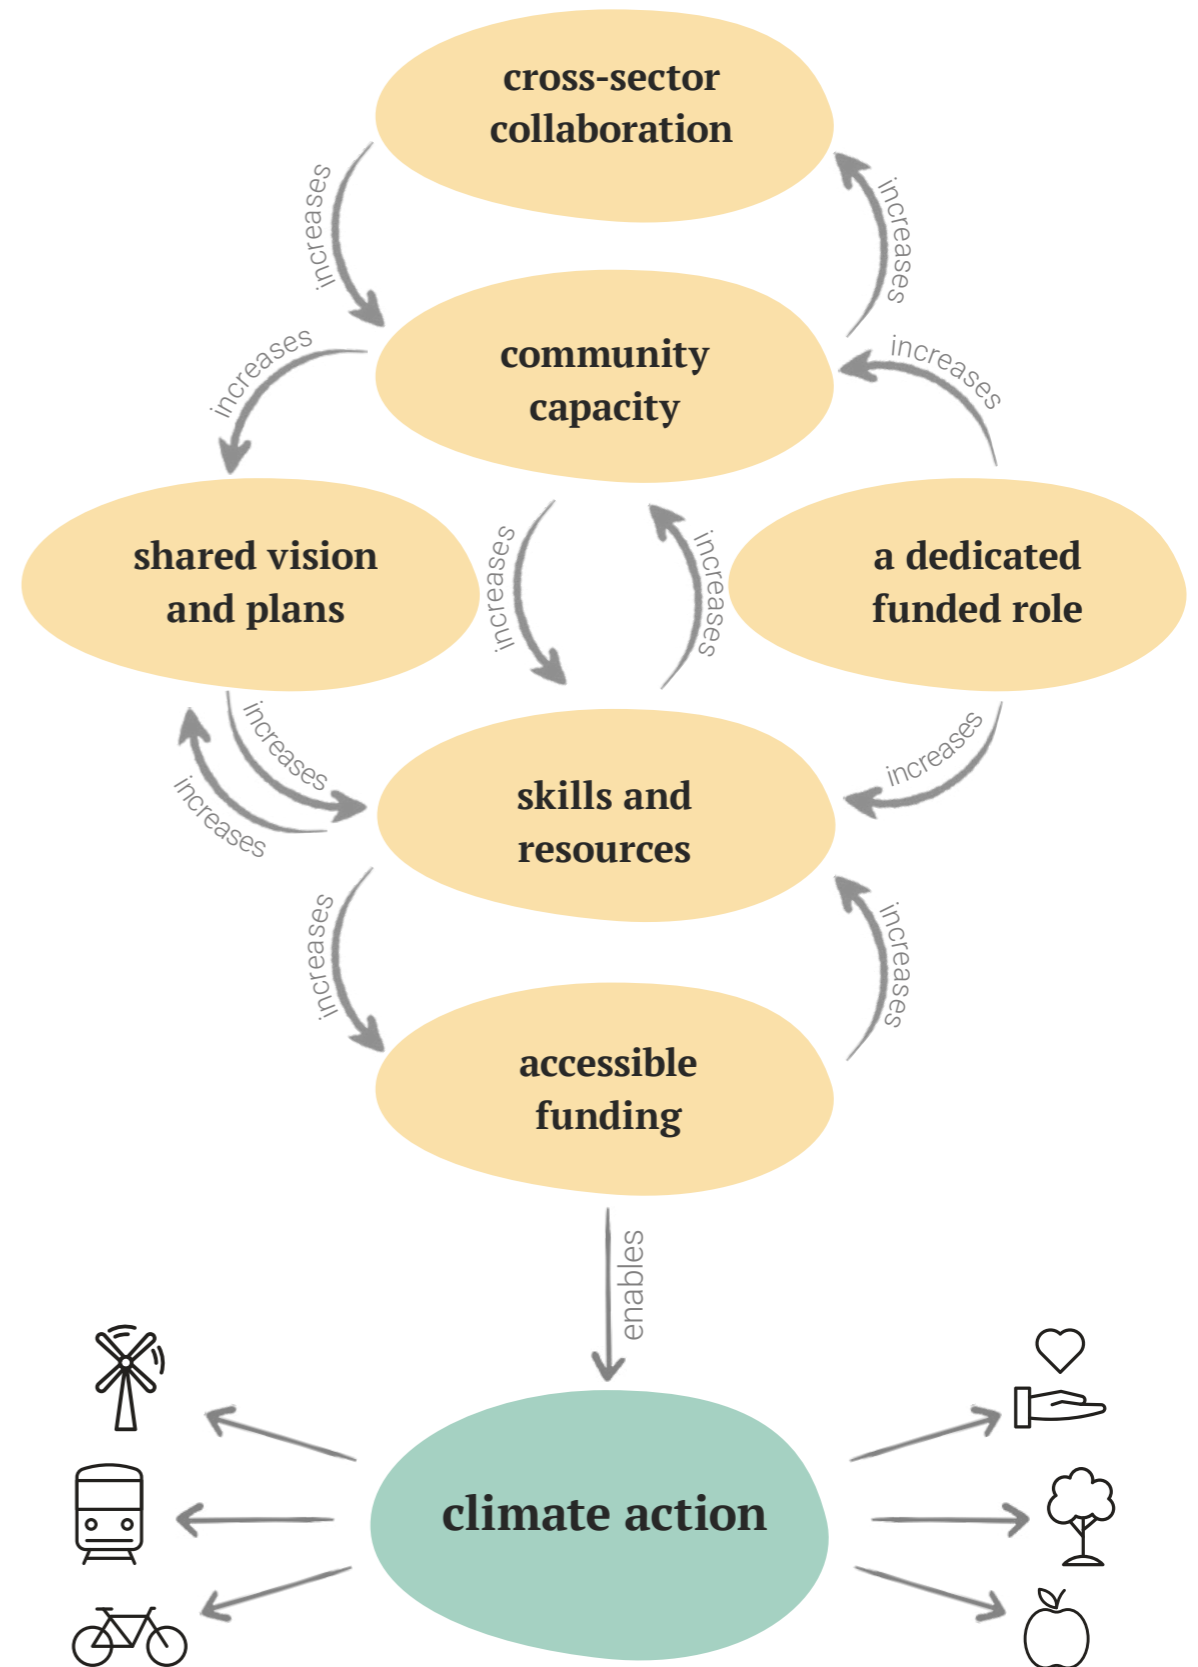 cross-sector
collaboration
increases
increases
community
capacity
increases
increases
shared vision
and plans
increases
increases
a dedicated
funded role
increases
increases
increases
skills and
resources
increases
increases
accessible
funding
enables
climate action